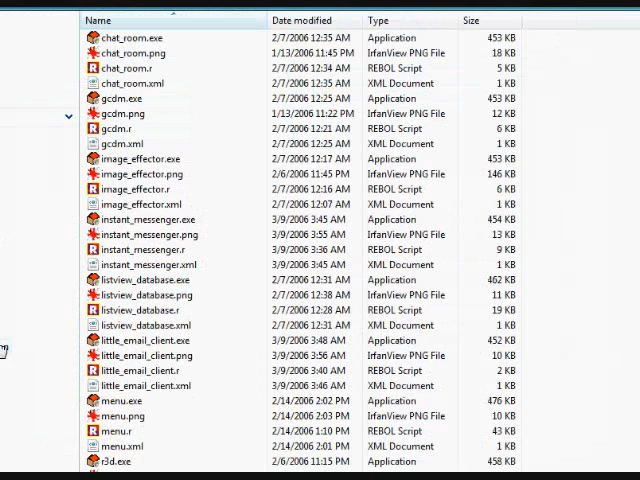 Name Date modified Type Size
chat_room.exe 2/7/2006 12:35 AM Application 453 KB
chat_room.png 1/13/2006 11:45 PM IrfanView PNG File 18 KB
chat_room.r 2/7/2006 12:34 AM REBOL Script 5 KB
chat_room.xml 2/7/2006 12:35 AM XML Document 1 KB
gcdm.exe 2/7/2006 12:25 AM Application 453 KB
gcdm.png 1/13/2006 11:22 PM IrfanView PNG File 12 KB
gcdm.r 2/7/2006 12:21 AM REBOL Script 6 KB
gcdm.xml 2/7/2006 12:25 AM XML Document 1 KB
image_effector.exe 2/7/2006 12:17 AM Application 453 KB
image_effector.png 2/6/2006 11:45 PM IrfanView PNG File 146 KB
image_effector.r 2/7/2006 12:16 AM REBOL Script 6 KB
image_effector.xml 2/7/2006 12:07 AM XML Document 1 KB
instant_messenger.exe 3/9/2006 3:45 AM Application 454 KB
instant_messenger.png 3/9/2006 3:55 AM IrfanView PNG File 13 KB
instant_messenger.r 3/9/2006 3:36 AM REBOL Script 9 KB
instant_messenger.xml 3/9/2006 3:45 AM XML Document 1 KB
listview_database.exe 2/7/2006 12:31 AM Application 462 KB
listview_database.png 2/7/2006 12:38 AM IrfanView PNG File 11 KB
listview_database.r 2/7/2006 12:28 AM REBOL Script 19 KB
listview_database.xml 2/7/2006 12:31 AM XML Document 1 KB
little_email_client.exe 3/9/2006 3:48 AM Application 452 KB
little_email_client.png 3/9/2006 3:56 AM IrfanView PNG File 10 KB
little_email_client.r 3/9/2006 3:40 AM REBOL Script 2 KB
little_email_client.xml 3/9/2006 3:46 AM XML Document 1 KB
menu.exe 2/14/2006 2:02 PM Application 476 KB
menu.png 2/14/2006 2:03 PM IrfanView PNG File 10 KB
menu.r 2/14/2006 1:10 PM REBOL Script 43 KB
menu.xml 2/14/2006 2:01 PM XML Document 1 KB
r3d.exe 2/6/2006 11:15 PM Application 458 KB